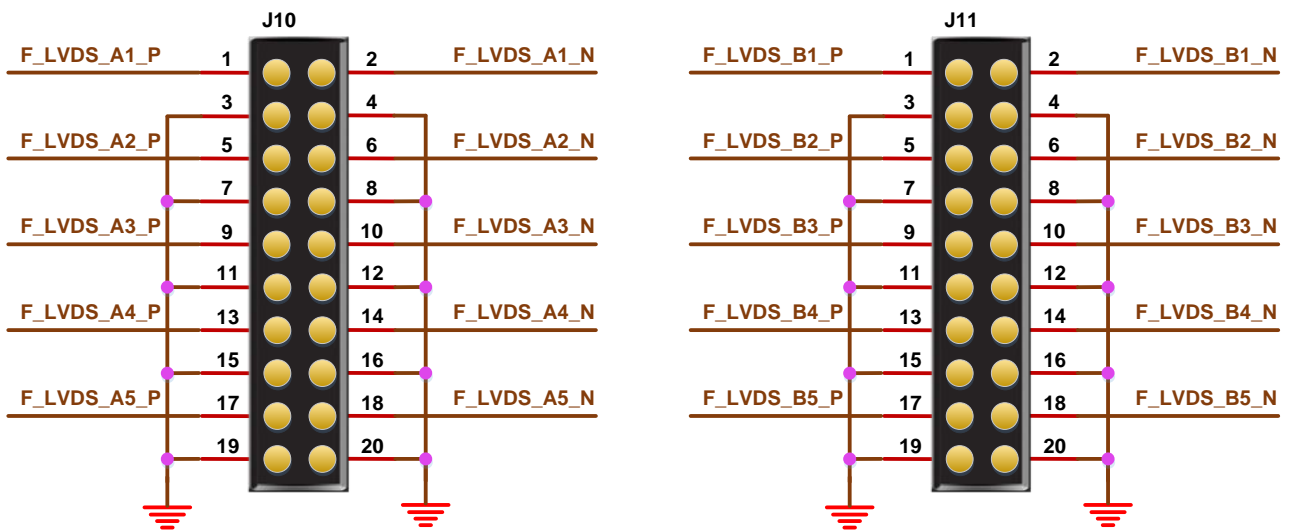 J10 J11
F_LVDS_A1_P 1 2 F_LVDS_A1_N F_LVDS_B1_P 1 2 F_LVDS_B1_N
3 4 3 4
F_LVDS_A2_P 5 6 F_LVDS_A2_N F_LVDS_B2_P 5 6 F_LVDS_B2_N
7 8 7 8
F_LVDS_A3_P 9 10 F_LVDS_A3_N F_LVDS_B3_P 9 10 F_LVDS_B3_N
11 12 11 12
F_LVDS_A4_P 13 14 F_LVDS_A4_N F_LVDS_B4_P 13 14 F_LVDS_B4_N
15 16 15 16
F_LVDS_A5_P 17 18 F_LVDS_A5_N F_LVDS_B5_P 17 18 F_LVDS_B5_N
19 20 19 20